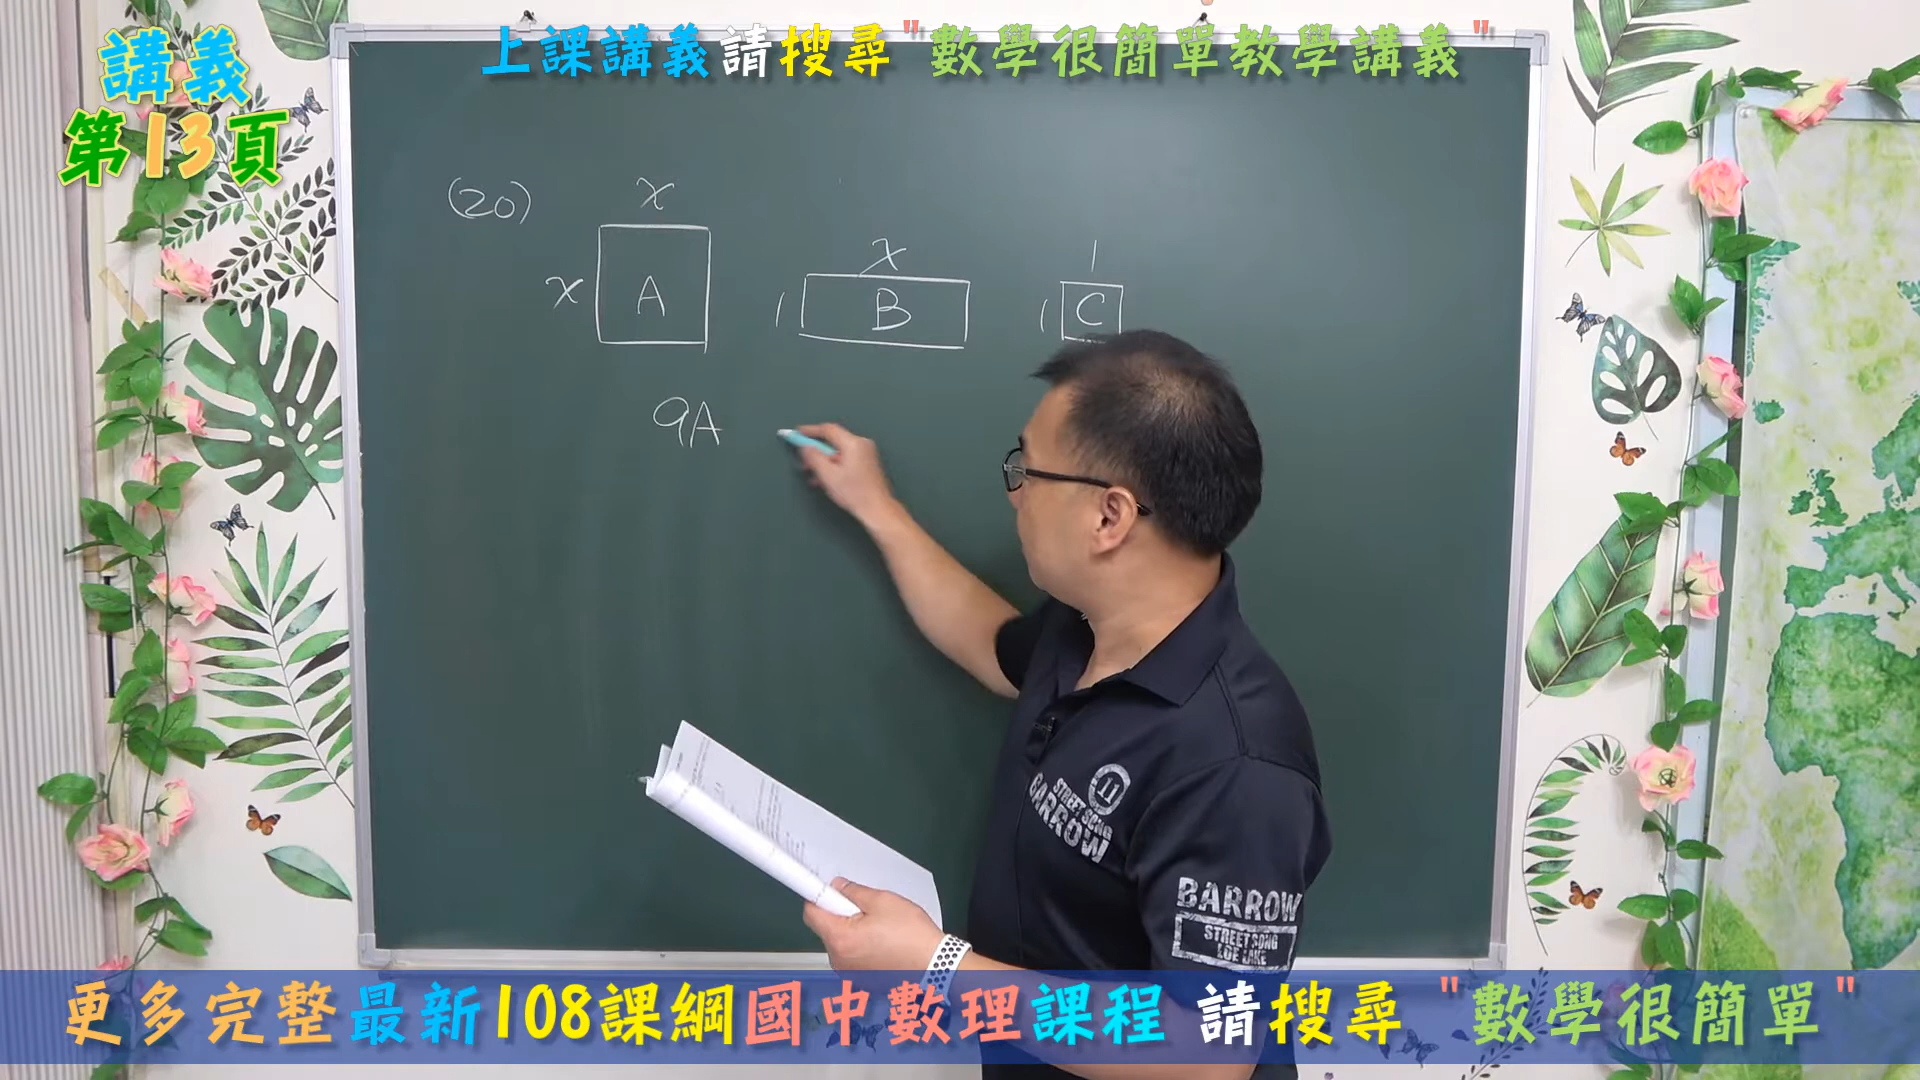 上課講義請搜尋"數學很簡單教學講義"
講義
第13頁
(20)
x
x
A
x
1
B
1
1
C
9A
11
STREET SONG
BARROW
BARROW
STREET SONG
LOE LAKE
更多完整最新108課綱國中數理課程 請搜尋 "數學很簡單"